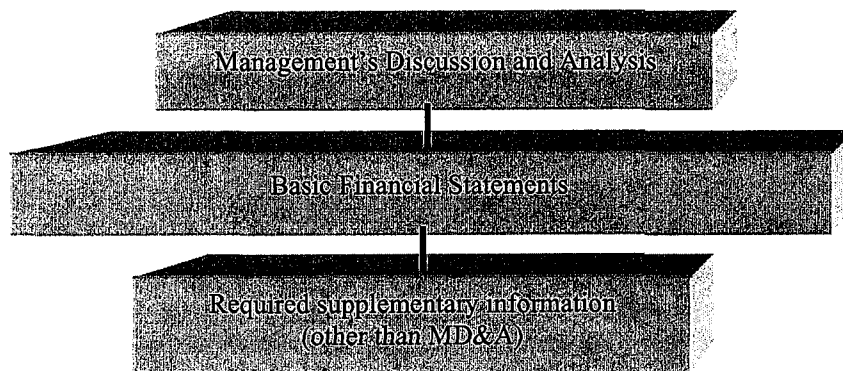 Management's Discussion and Analysis
Basic Financial Statements
Required supplementary information
(other than MD&A)